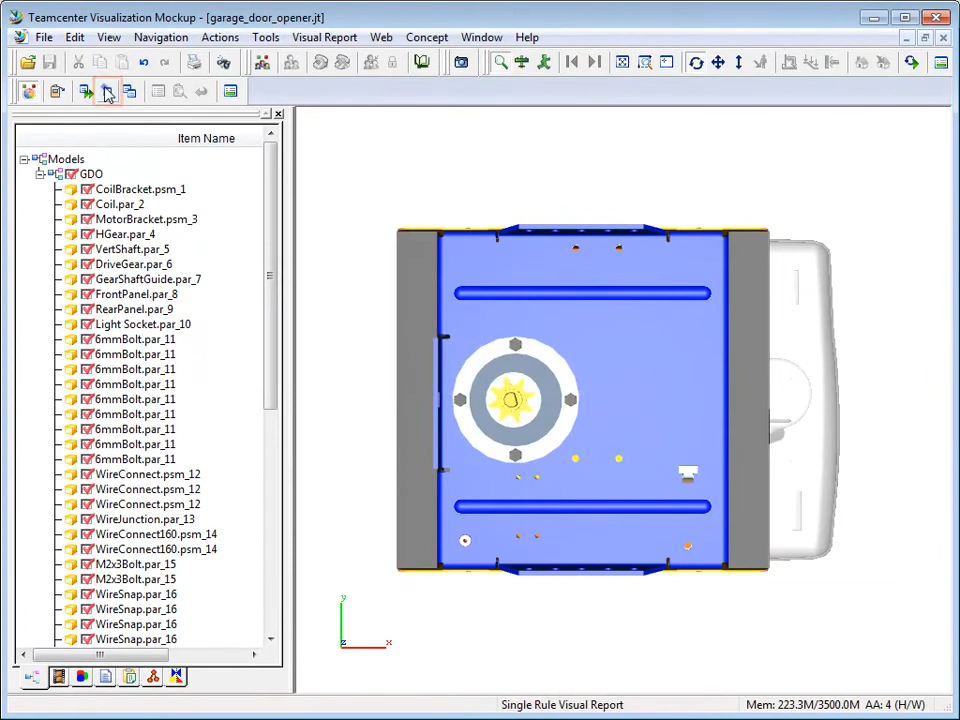 Teamcenter Visualization Mockup - [garage_door_opener.jt]
File Edit View Navigation Actions Tools Visual Report Web Concept Window Help
Item Name
Models
GDO
CoilBracket.psm_1
Coil.par_2
MotorBracket.psm_3
HGear.par_4
VertShaft.par_5
DriveGear.par_6
GearShaftGuide.par_7
FrontPanel.par_8
RearPanel.par_9
Light Socket.par_10
6mmBolt.par_11
6mmBolt.par_11
6mmBolt.par_11
6mmBolt.par_11
6mmBolt.par_11
6mmBolt.par_11
6mmBolt.par_11
6mmBolt.par_11
6mmBolt.par_11
WireConnect.psm_12
WireConnect.psm_12
WireConnect.psm_12
WireJunction.par_13
WireConnect160.psm_14
WireConnect160.psm_14
M2x3Bolt.par_15
M2x3Bolt.par_15
WireSnap.par_16
WireSnap.par_16
WireSnap.par_16
WireSnap.par_16
y
z x
Single Rule Visual Report Mem: 223.3M/3500.0M AA: 4 (H/W)